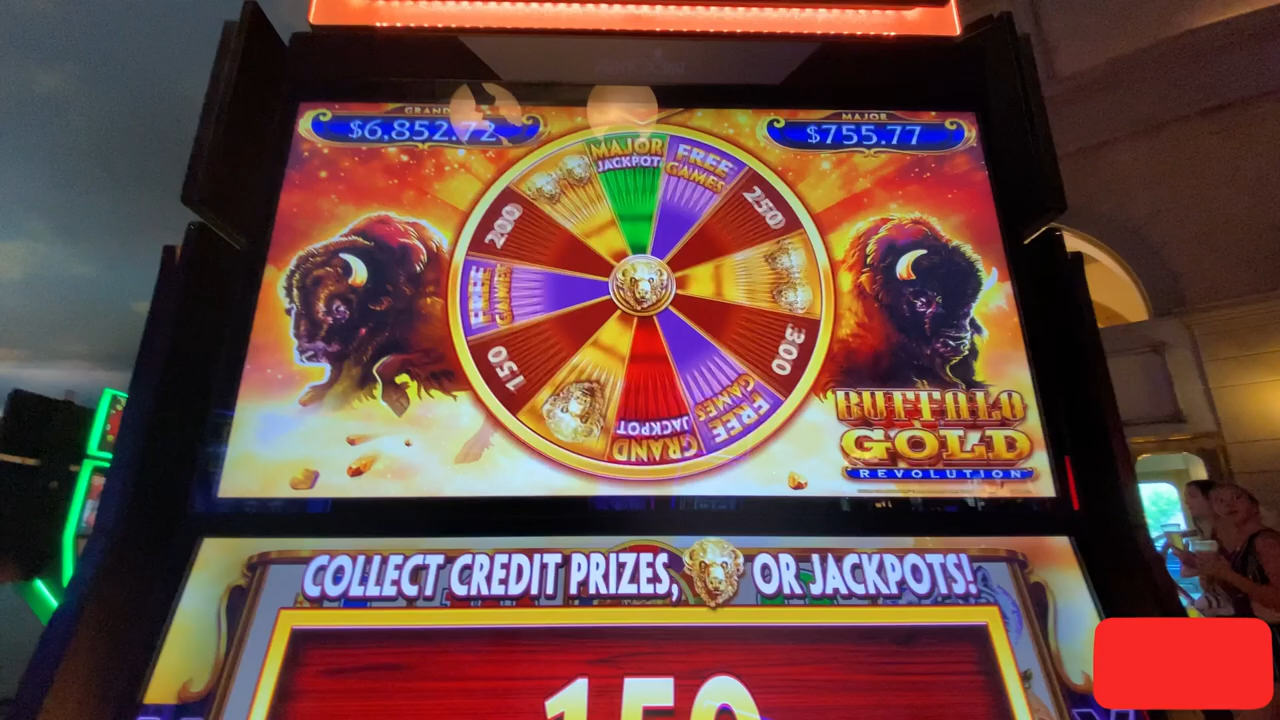 GRAND
$6,852.72
MAJOR
$755.77
MAJOR
JACKPOT
FREE
GAMES
250
300
FREE
GAMES
GRAND
JACKPOT
150
FREE
GAMES
200
BUFFALO
GOLD
REVOLUTION
COLLECT CREDIT PRIZES, OR JACKPOTS!
150